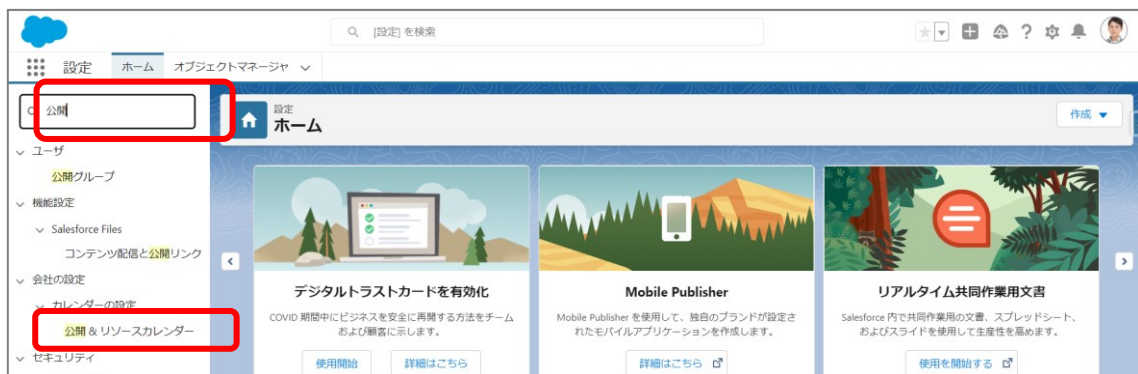 [設定] を検索
設定
ホーム
オブジェクトマネージャ
公開
ユーザ
公開グループ
機能設定
Salesforce Files
コンテンツ配信と公開リンク
会社の設定
カレンダーの設定
公開 & リソースカレンダー
セキュリティ
設定
ホーム
作成
デジタルトラストカードを有効化
COVID 期間中にビジネスを安全に再開する方法をチーム
および顧客に示します。
使用開始
詳細はこちら
Mobile Publisher
Mobile Publisher を使用して、独自のブランドが設定さ
れたモバイルアプリケーションを作成します。
詳細はこちら
リアルタイム共同作業用文書
Salesforce 内で共同作業用の文書、スプレッドシート、
およびスライドを使用して生産性を高めます。
使用を開始する